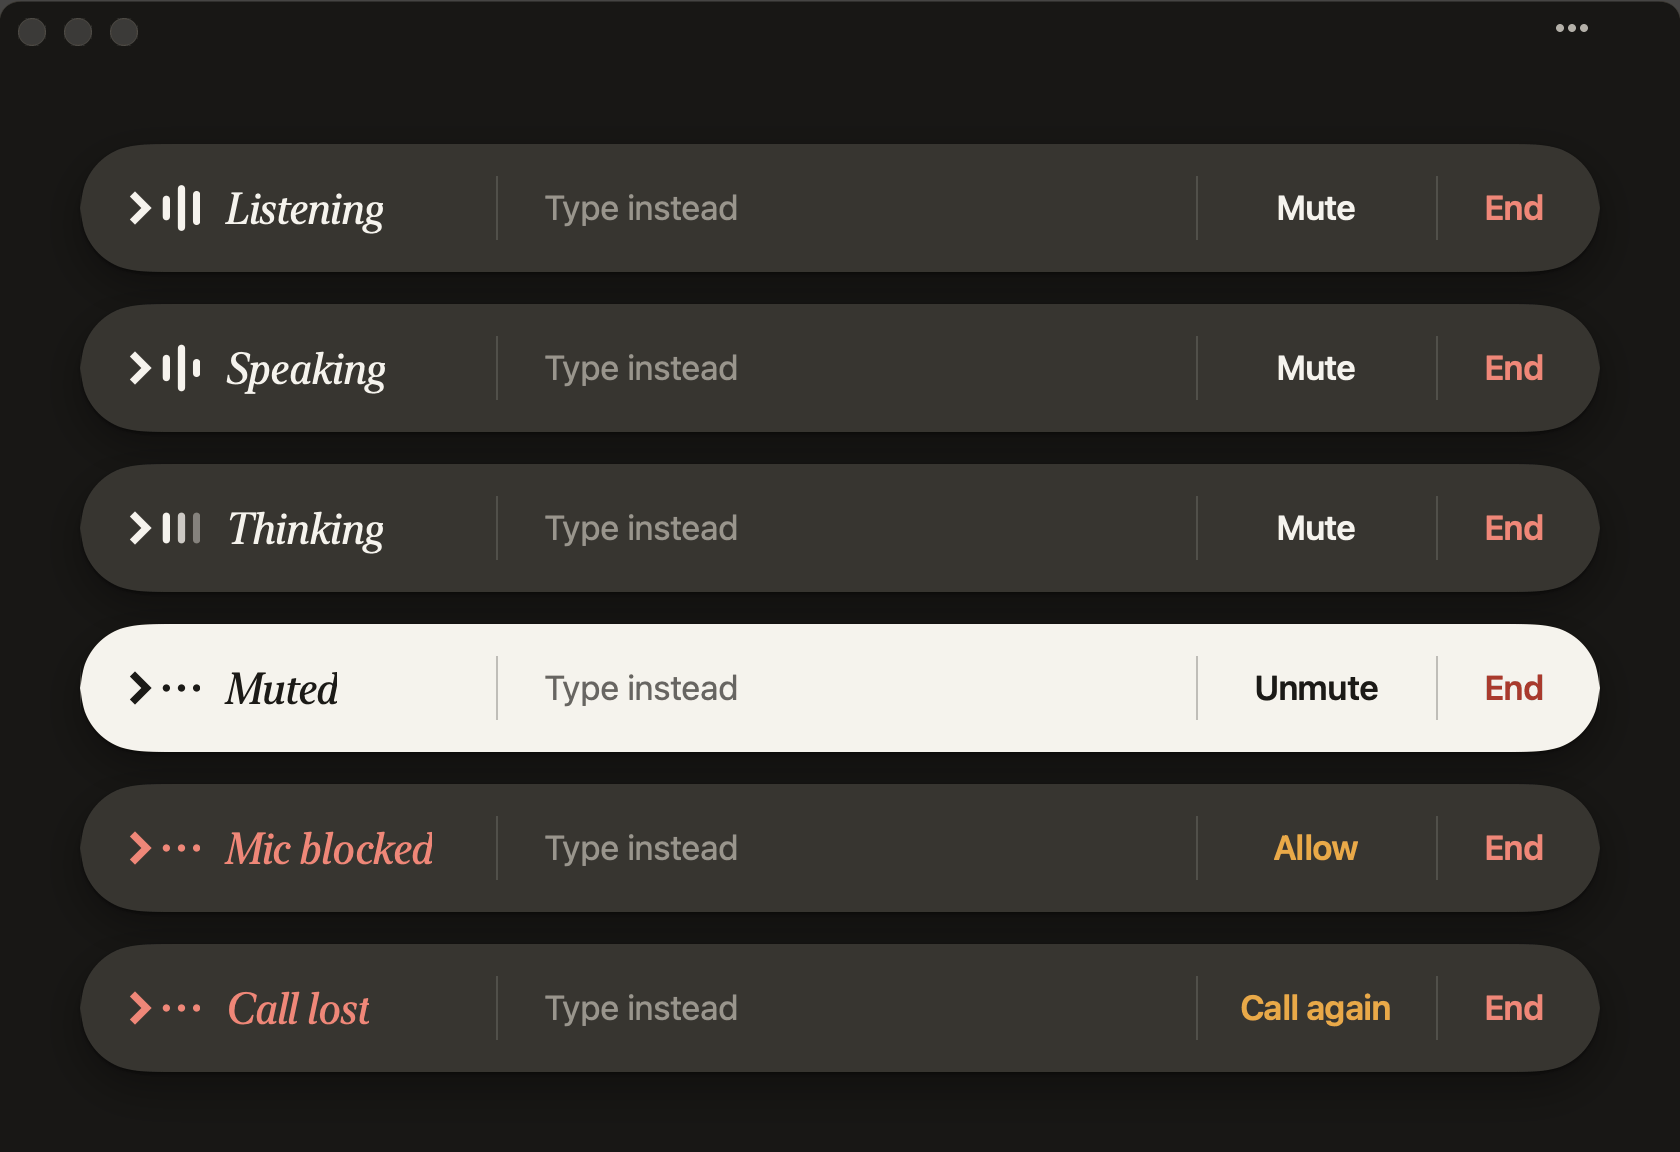 Listening Type instead Mute End
Speaking Type instead Mute End
Thinking Type instead Mute End
Muted Type instead Unmute End
Mic blocked Type instead Allow End
Call lost Type instead Call again End